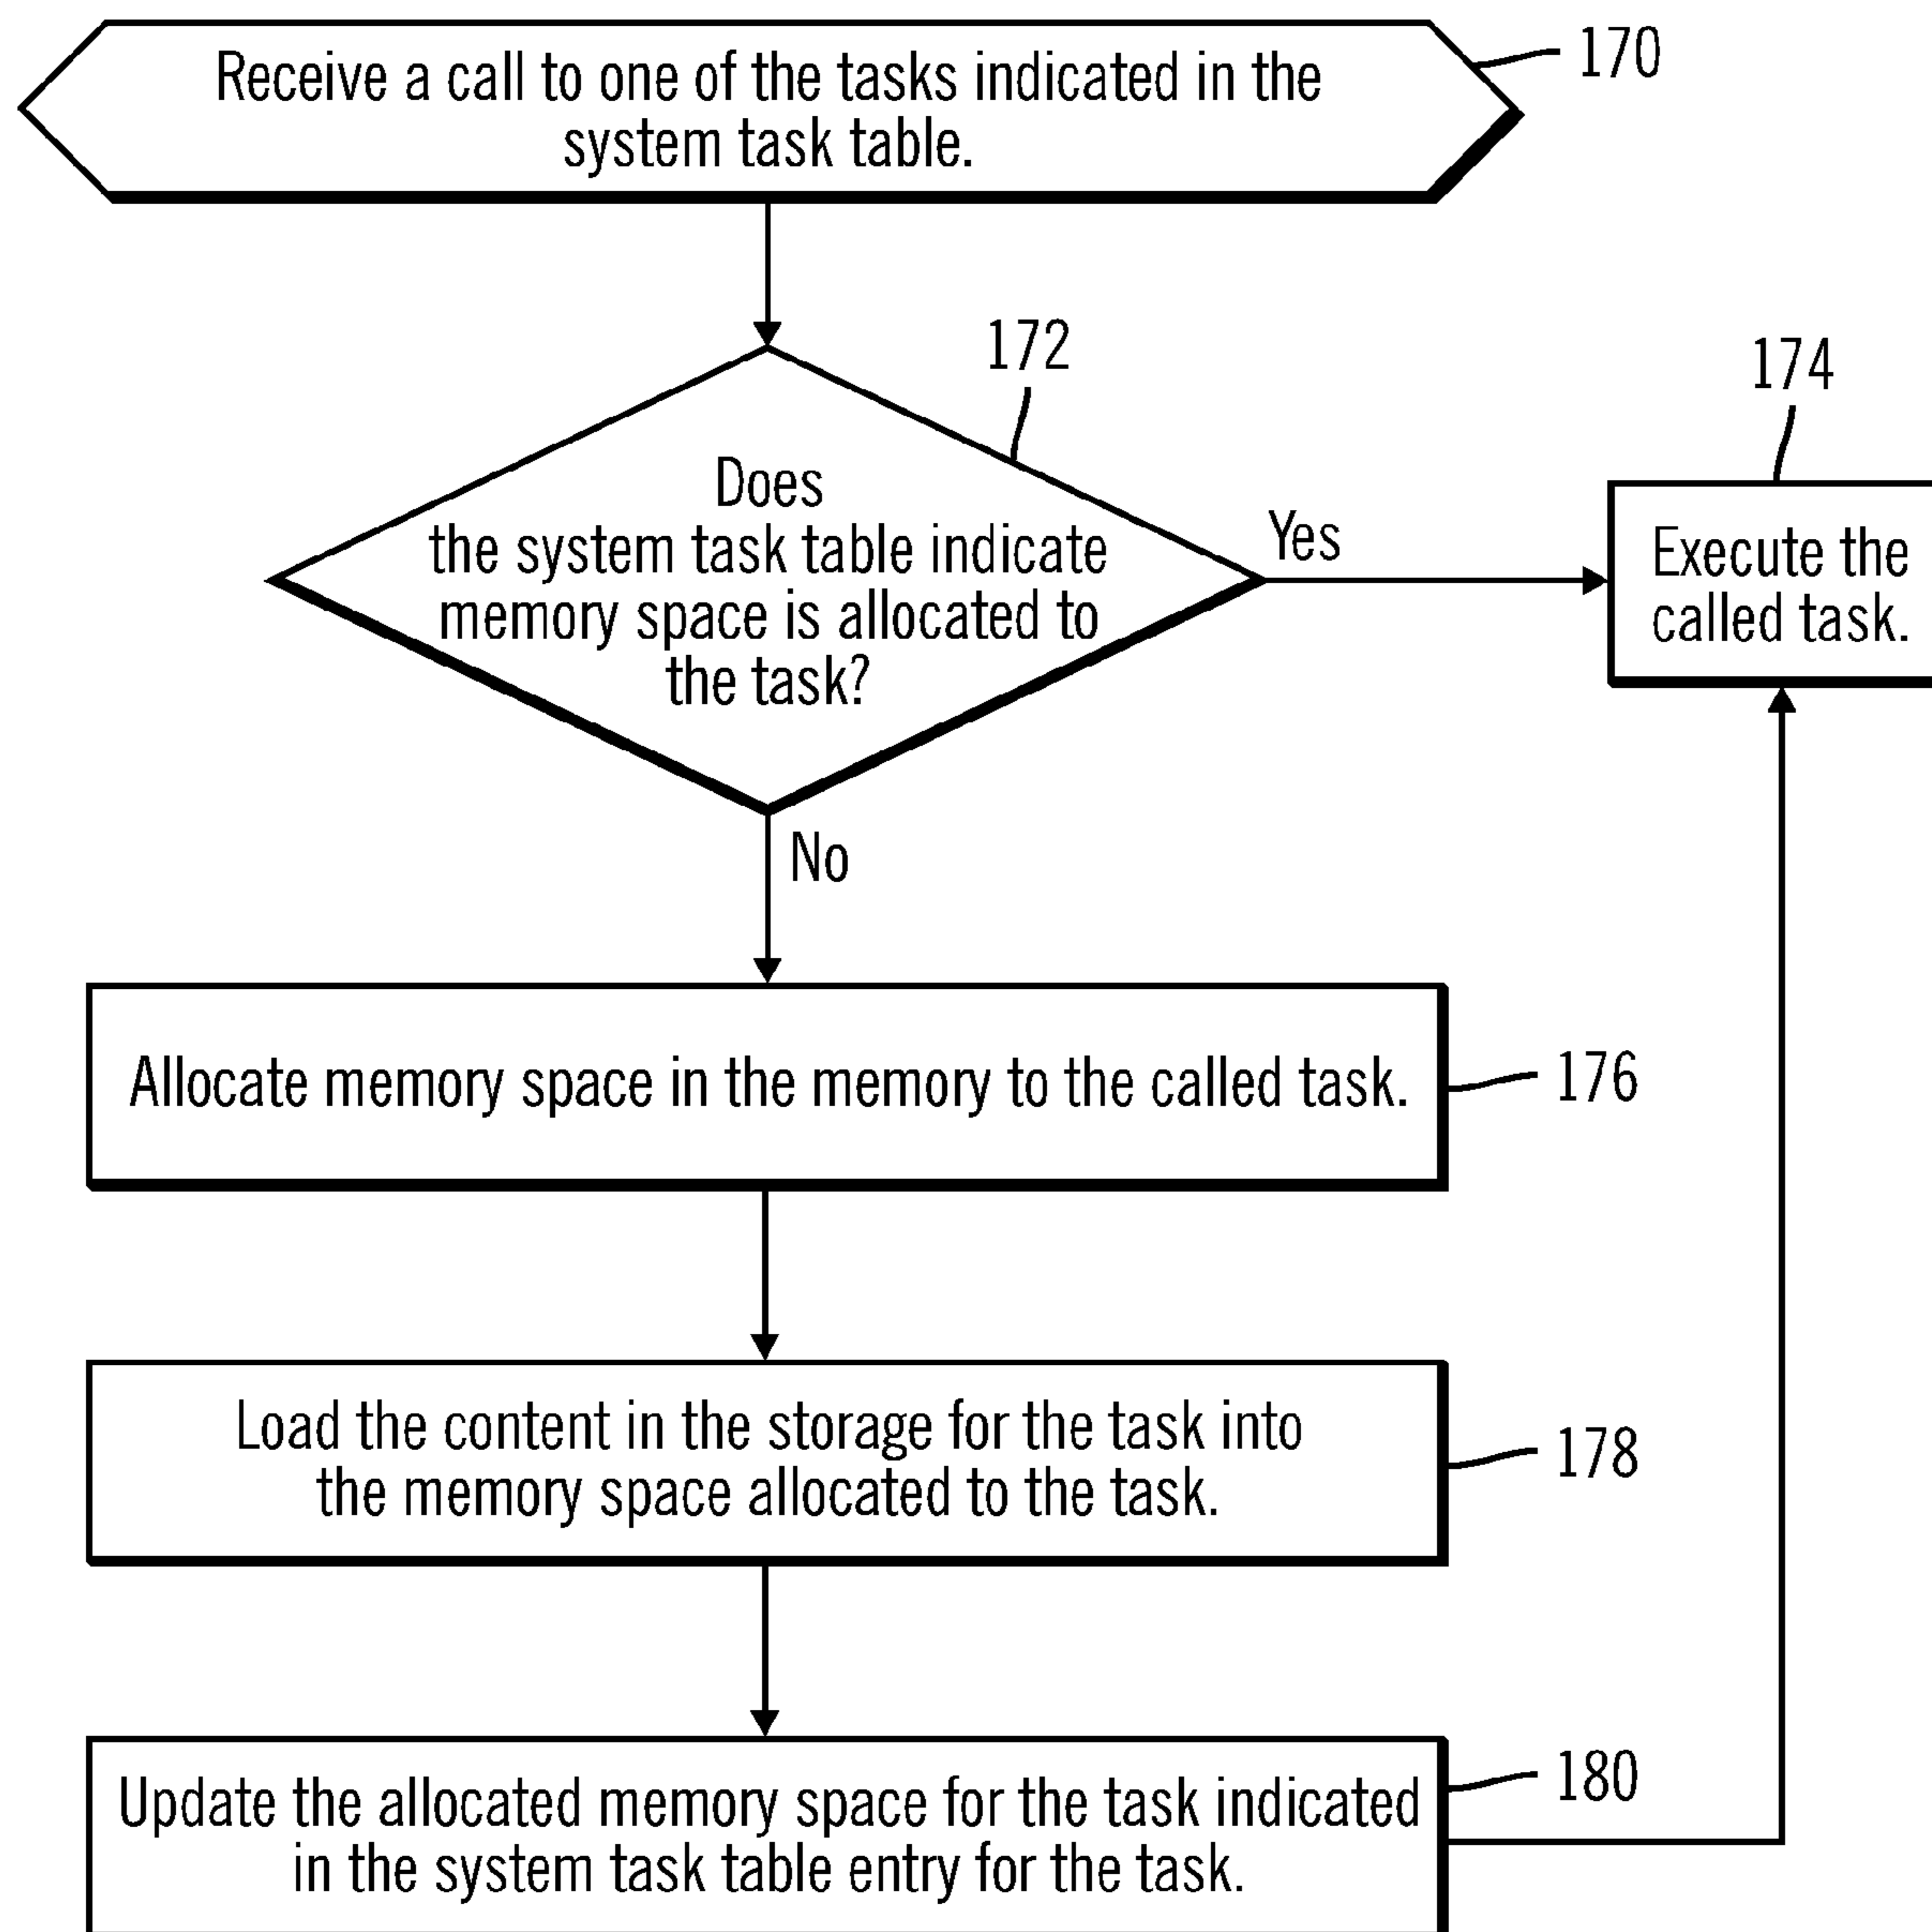 Receive a call to one of the tasks indicated in the
system task table.
170
172
174
Does
the system task table indicate
memory space is allocated to
the task?
Yes
Execute the
called task.
No
Allocate memory space in the memory to the called task.
176
Load the content in the storage for the task into
the memory space allocated to the task.
178
Update the allocated memory space for the task indicated
in the system task table entry for the task.
180